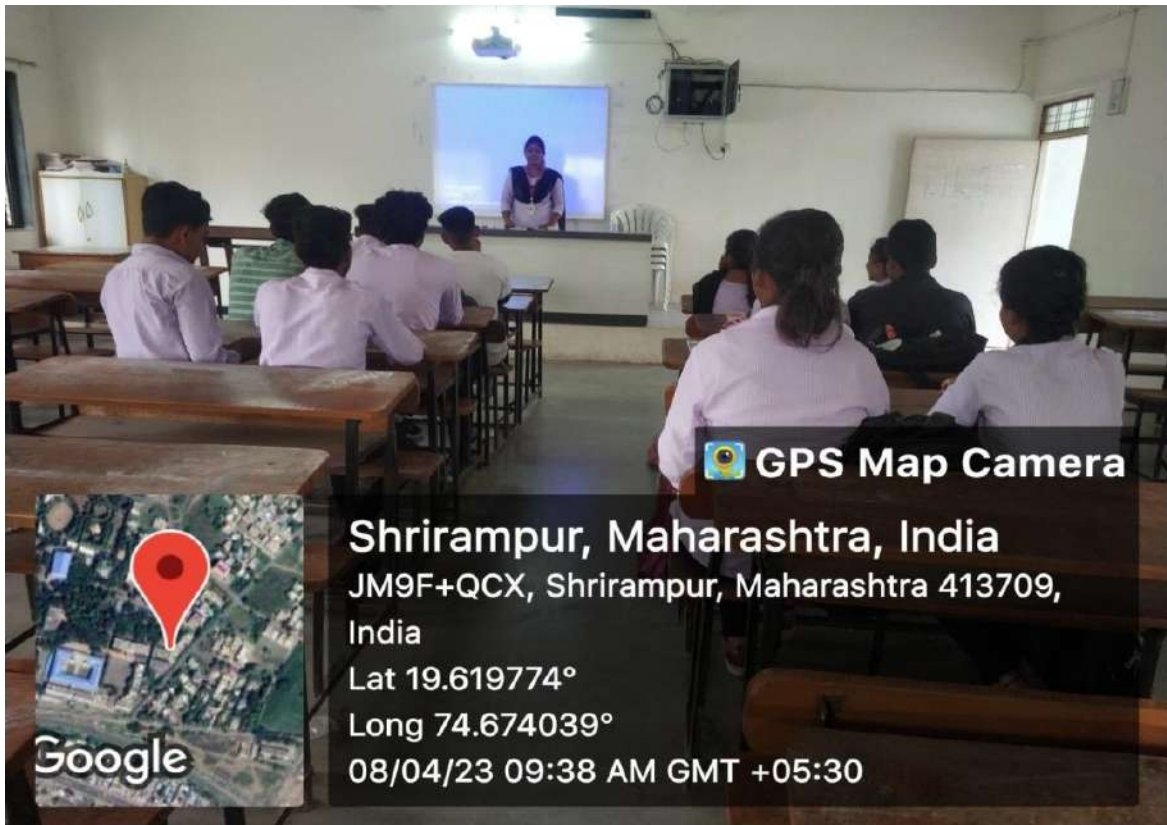 GPS Map Camera
Shrirampur, Maharashtra, India
JM9F+QCX, Shrirampur, Maharashtra 413709,
India
Lat 19.619774°
Long 74.674039°
08/04/23 09:38 AM GMT +05:30
Google